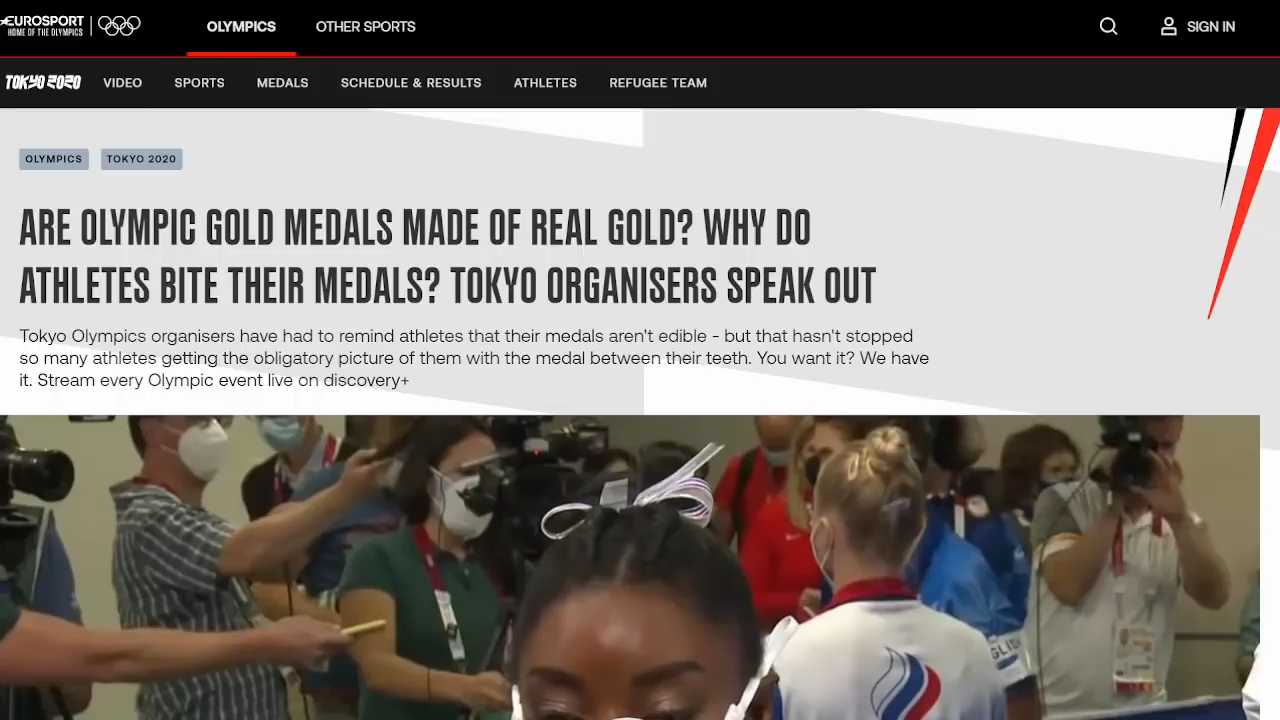 EUROSPORT
HOME OF THE OLYMPICS
OLYMPICS
OTHER SPORTS
SIGN IN
TOKYO 2020
VIDEO
SPORTS
MEDALS
SCHEDULE & RESULTS
ATHLETES
REFUGEE TEAM
OLYMPICS
TOKYO 2020
ARE OLYMPIC GOLD MEDALS MADE OF REAL GOLD? WHY DO
ATHLETES BITE THEIR MEDALS? TOKYO ORGANISERS SPEAK OUT
Tokyo Olympics organisers have had to remind athletes that their medals aren't edible - but that hasn't stopped
so many athletes getting the obligatory picture of them with the medal between their teeth. You want it? We have
it. Stream every Olympic event live on discovery+